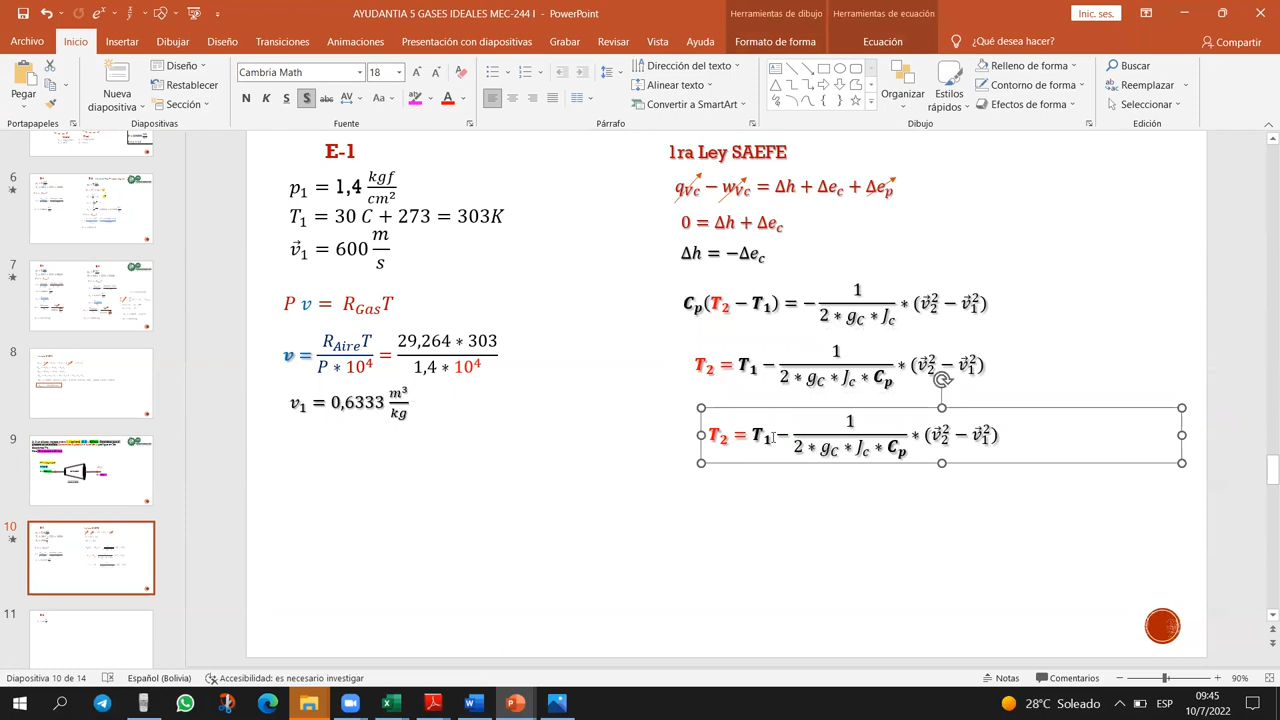 AYUDANTIA 5 GASES IDEALES MEC-244 I - PowerPoint
Herramientas de dibujo
Herramientas de ecuación
Inic. ses.
Archivo Inicio Insertar Dibujar Diseño Transiciones Animaciones Presentación con diapositivas Grabar Revisar Vista Ayuda Formato de forma Ecuación ¿Qué desea hacer? Compartir
Pegar
Nueva diapositiva
Diseño
Restablecer
Sección
Cambria Math 18
N K S S abc AV Aa A
Dirección del texto
Alinear texto
Convertir a SmartArt
Organizar
Estilos rápidos
Relleno de forma
Contorno de forma
Efectos de forma
Buscar
Reemplazar
Seleccionar
Portapapeles Diapositivas Fuente Párrafo Dibujo Edición
6
7
8
9
10
11
E-1
p₁ = 1,4 kgf/cm²
T₁ = 30 C + 273 = 303K
v⃗₁ = 600 m/s
P v = R_Gas T
v = R_Aire T / P * 10⁴ = 29,264 * 303 / 1,4 * 10⁴
v₁ = 0,6333 m³/kg
1ra Ley SAEFE
q_Vc − w_Vc = Δh + Δe_c + Δe_p
0 = Δh + Δe_c
Δh = −Δe_c
C_p(T₂ − T₁) = − 1 / 2 * g_C * J_c * (v⃗₂² − v⃗₁²)
T₂ = T₁ − 1 / 2 * g_C * J_c * C_p * (v⃗₂² − v⃗₁²)
T₂ = T₁ − 1 / 2 * g_C * J_c * C_p * (v⃗₂² − v⃗₁²)
Diapositiva 10 de 14 Español (Bolivia) Accesibilidad: es necesario investigar Notas Comentarios 90%
28°C Soleado ESP 09:45
10/7/2022